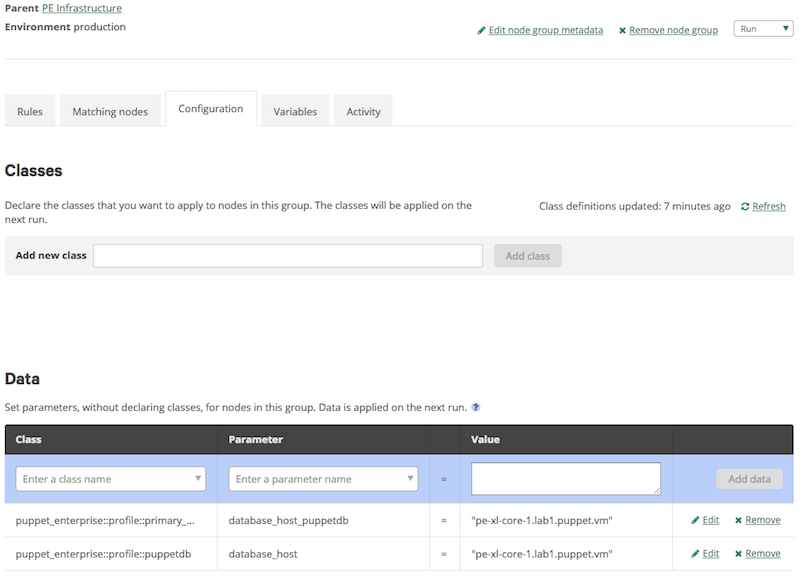 Parent PE Infrastructure
Environment production
Edit node group metadata Remove node group Run
Rules Matching nodes Configuration Variables Activity
Classes
Declare the classes that you want to apply to nodes in this group. The classes will be applied on the
next run.
Class definitions updated: 7 minutes ago Refresh
Add new class Add class
Data
Set parameters, without declaring classes, for nodes in this group. Data is applied on the next run. ?
Class Parameter Value
Enter a class name Enter a parameter name = Add data
puppet_enterprise::profile::primary_... database_host_puppetdb = "pe-xl-core-1.lab1.puppet.vm" Edit Remove
puppet_enterprise::profile::puppetdb database_host = "pe-xl-core-1.lab1.puppet.vm" Edit Remove